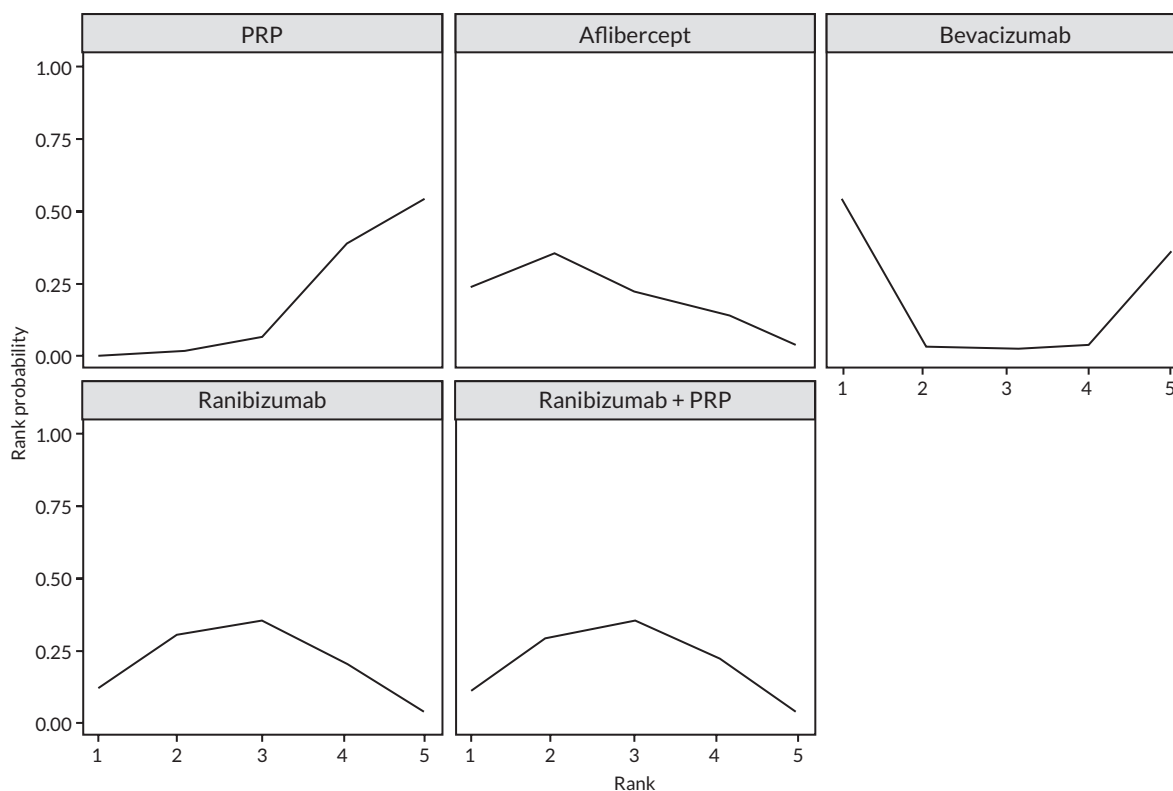 PRP
Aflibercept
Bevacizumab
1.00
0.75
0.50
0.25
0.00
1 2 3 4 5
Rank probability
Ranibizumab
Ranibizumab + PRP
1.00
0.75
0.50
0.25
0.00
1 2 3 4 5
1 2 3 4 5
Rank